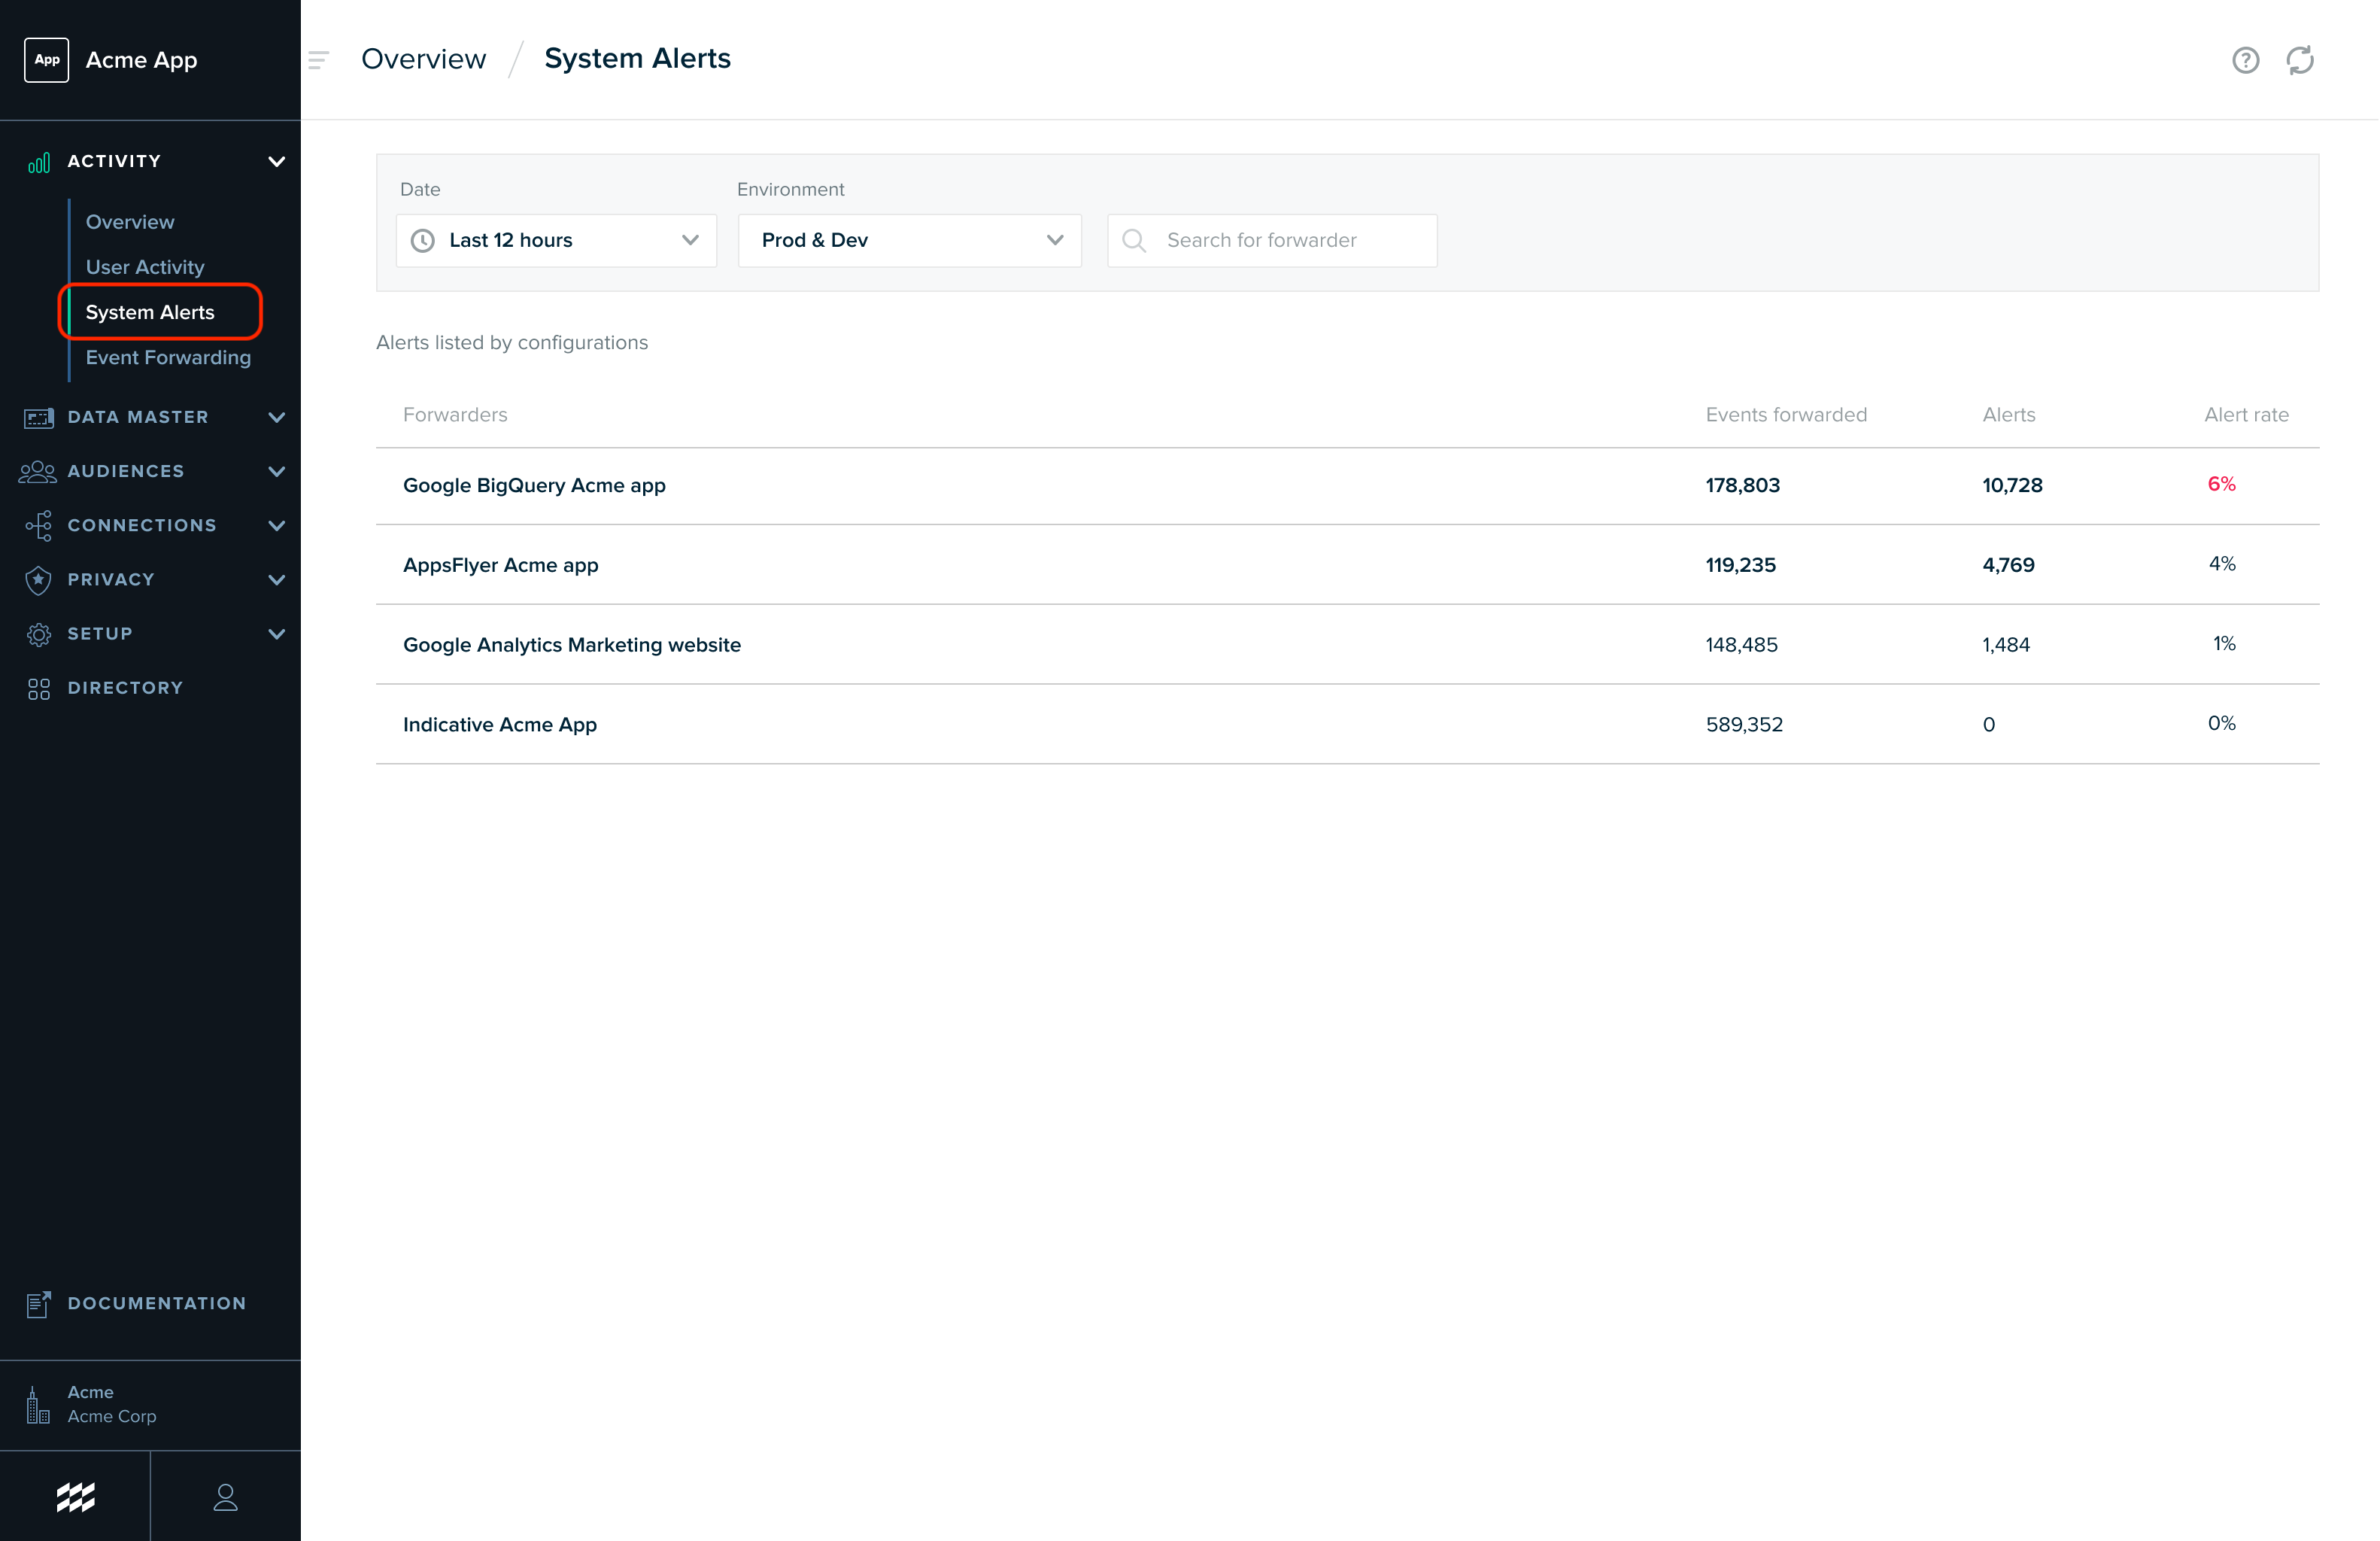 App
Acme App
ACTIVITY
Overview
User Activity
System Alerts
Event Forwarding
DATA MASTER
AUDIENCES
CONNECTIONS
PRIVACY
SETUP
DIRECTORY
DOCUMENTATION
Acme
Acme Corp
Overview / System Alerts
?
Date Environment
Last 12 hours Prod & Dev Search for forwarder
Alerts listed by configurations
Forwarders Events forwarded Alerts Alert rate
Google BigQuery Acme app 178,803 10,728 6%
AppsFlyer Acme app 119,235 4,769 4%
Google Analytics Marketing website 148,485 1,484 1%
Indicative Acme App 589,352 0 0%